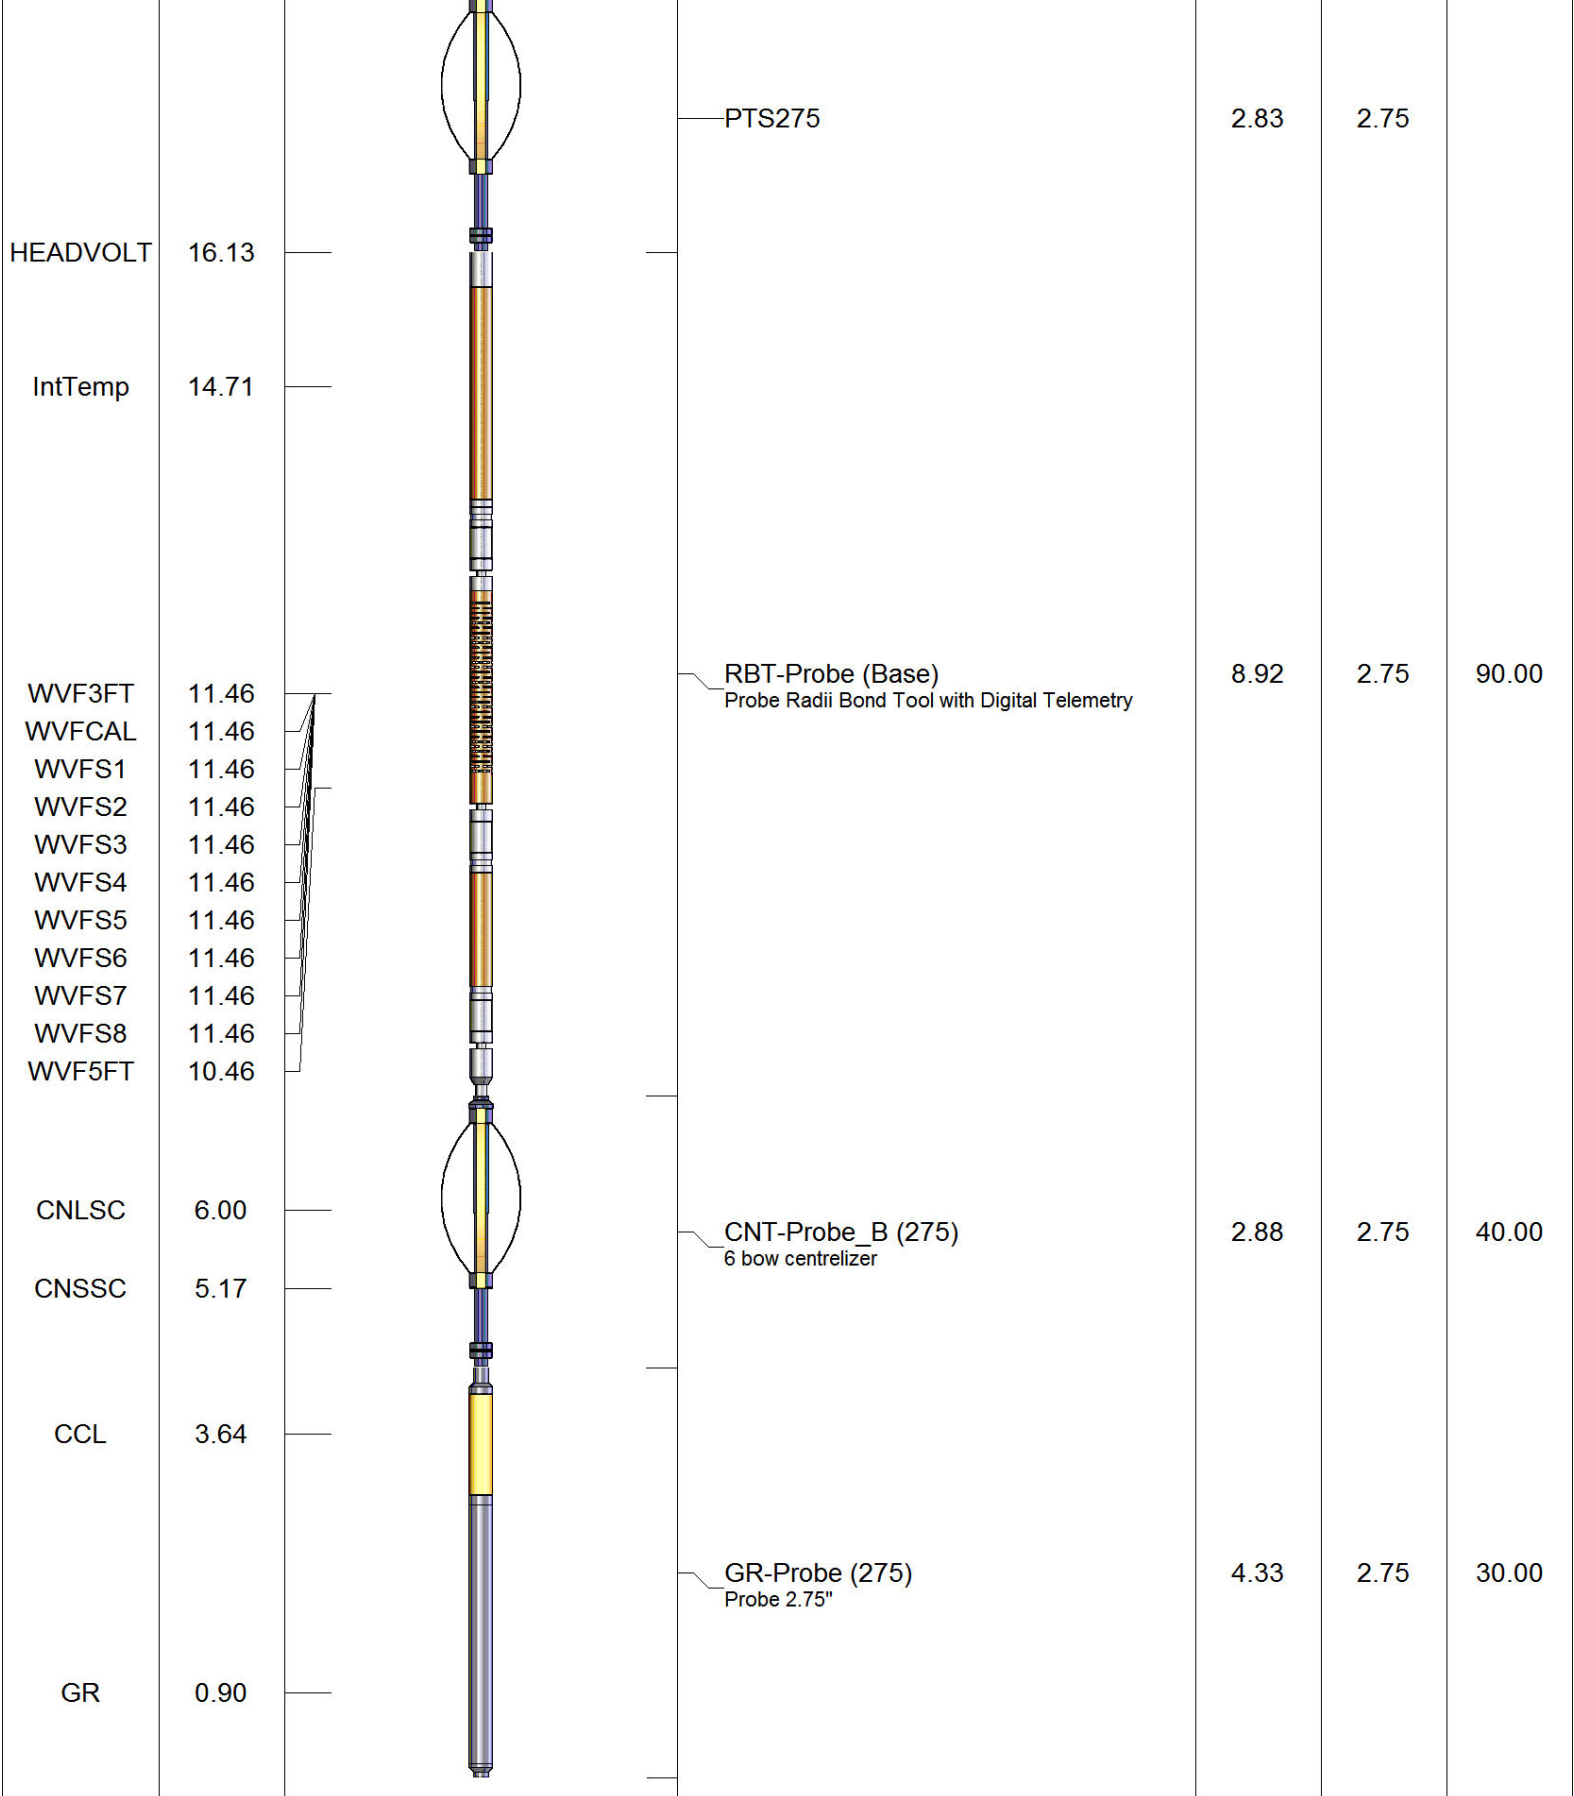 PTS275 2.83 2.75
HEADVOLT 16.13
IntTemp 14.71
RBT-Probe (Base) 8.92 2.75 90.00
Probe Radii Bond Tool with Digital Telemetry
WVF3FT 11.46
WVFCAL 11.46
WVFS1 11.46
WVFS2 11.46
WVFS3 11.46
WVFS4 11.46
WVFS5 11.46
WVFS6 11.46
WVFS7 11.46
WVFS8 11.46
WVF5FT 10.46
CNLSC 6.00
CNT-Probe_B (275) 2.88 2.75 40.00
6 bow centrelizer
CNSSC 5.17
CCL 3.64
GR-Probe (275) 4.33 2.75 30.00
Probe 2.75"
GR 0.90